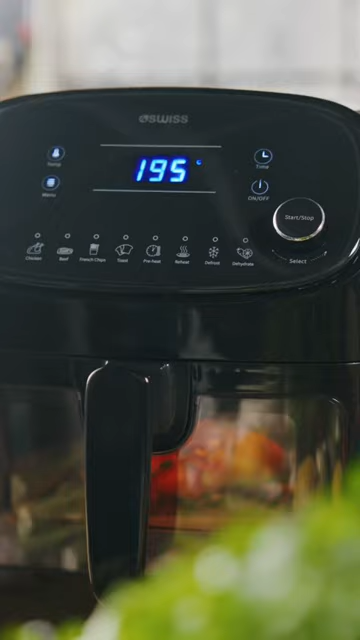 SWISS
195
Temp
Time
Menu
ON/OFF
Start/Stop
Select
Chicken
Beef
French Chips
Toast
Pre-heat
Reheat
Defrost
Dehydrate